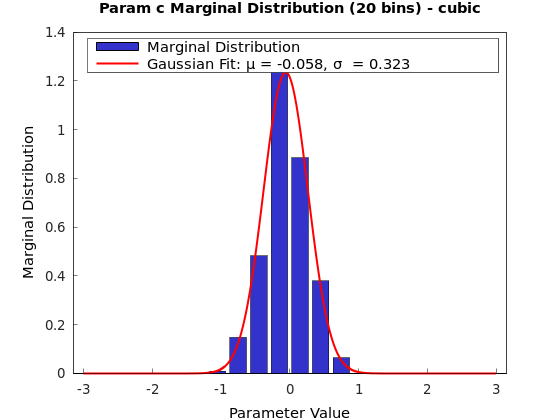 Param c Marginal Distribution (20 bins) - cubic
Marginal Distribution
Gaussian Fit: μ = -0.058, σ = 0.323
Marginal Distribution
1.4
1.2
1
0.8
0.6
0.4
0.2
0
-3 -2 -1 0 1 2 3
Parameter Value